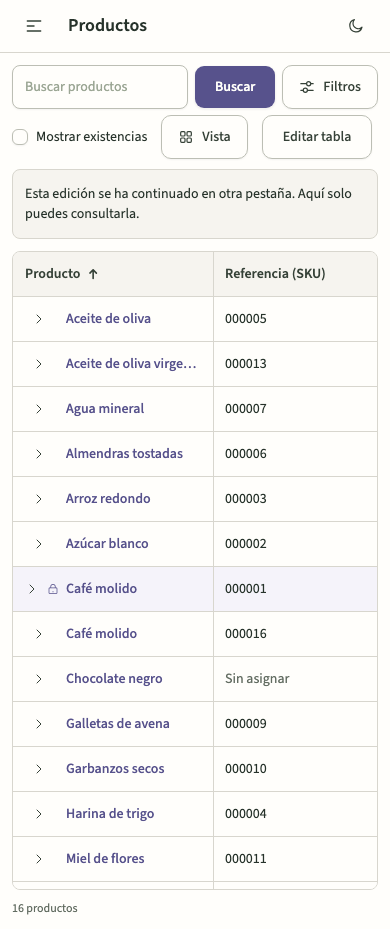 Productos
Buscar productos
Buscar
Filtros
Mostrar existencias
Vista
Editar tabla
Esta edición se ha continuado en otra pestaña. Aquí solo
puedes consultarla.
Producto
Referencia (SKU)
Aceite de oliva
000005
Aceite de oliva virge...
000013
Agua mineral
000007
Almendras tostadas
000006
Arroz redondo
000003
Azúcar blanco
000002
Café molido
000001
Café molido
000016
Chocolate negro
Sin asignar
Galletas de avena
000009
Garbanzos secos
000010
Harina de trigo
000004
Miel de flores
000011
16 productos